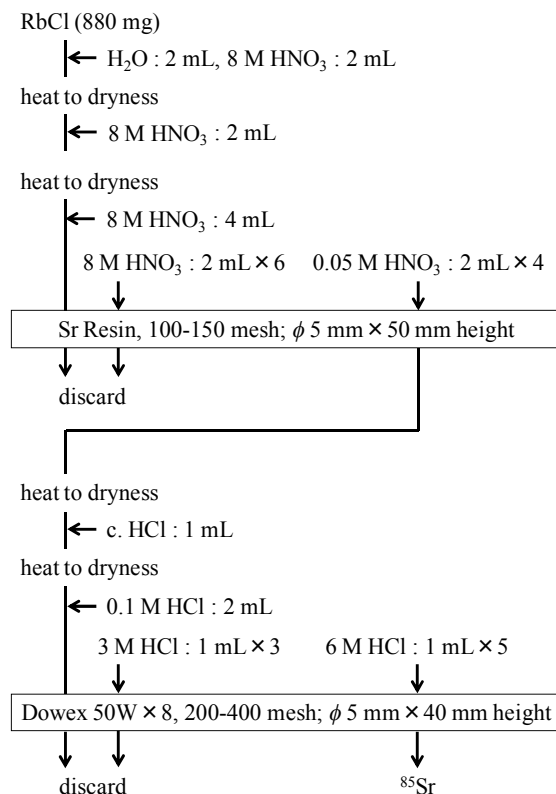 RbCl (880 mg)
H₂O : 2 mL, 8 M HNO₃ : 2 mL
heat to dryness
8 M HNO₃ : 2 mL
heat to dryness
8 M HNO₃ : 4 mL
8 M HNO₃ : 2 mL × 6 0.05 M HNO₃ : 2 mL × 4
Sr Resin, 100-150 mesh; ϕ 5 mm × 50 mm height
discard
heat to dryness
c. HCl : 1 mL
heat to dryness
0.1 M HCl : 2 mL
3 M HCl : 1 mL × 3 6 M HCl : 1 mL × 5
Dowex 50W × 8, 200-400 mesh; ϕ 5 mm × 40 mm height
discard ⁸⁵Sr